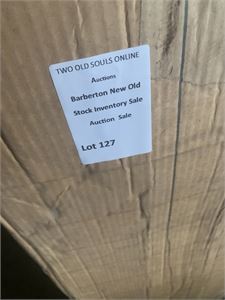 TWO OLD SOULS ONLINE
Auctions
Barberton New Old
Stock Inventory Sale
Auction Sale
Lot 127